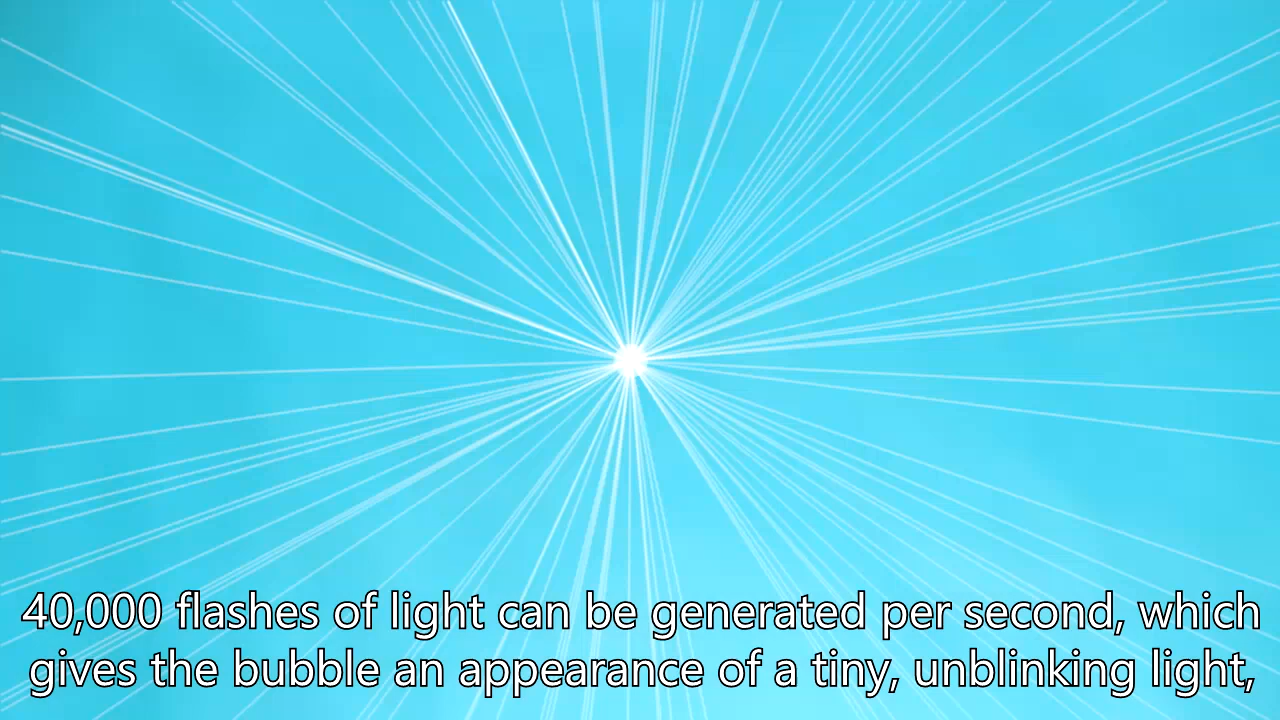 40,000 flashes of light can be generated per second, which
gives the bubble an appearance of a tiny, unblinking light,